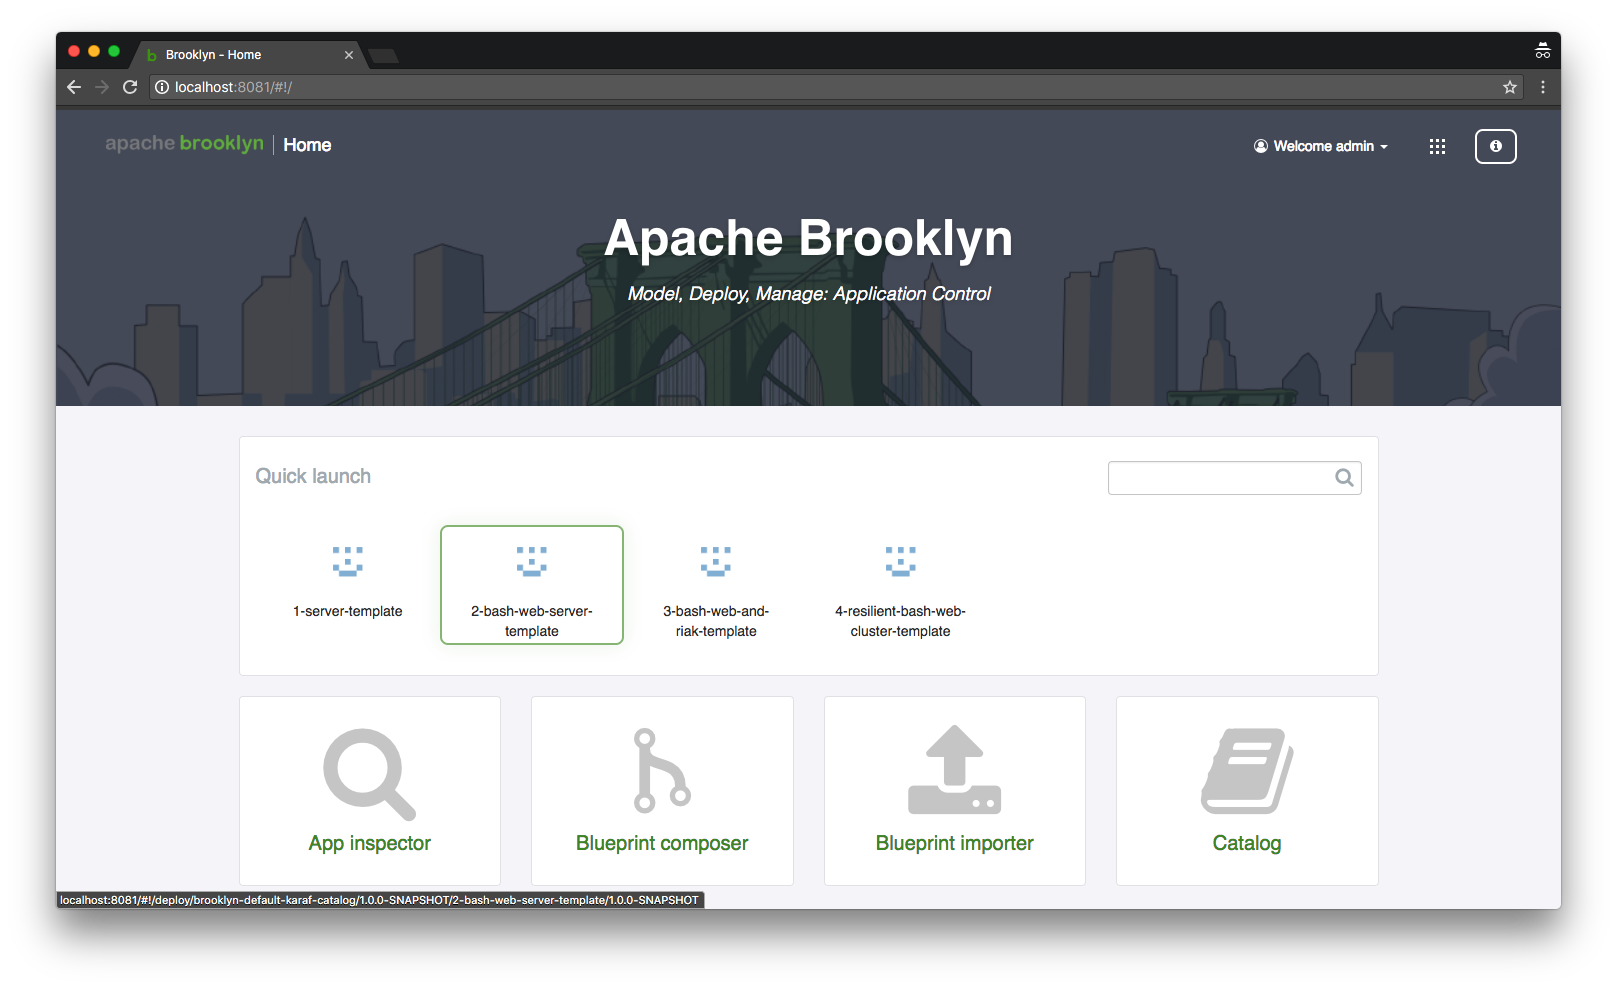 Brooklyn - Home
localhost:8081/#!/
apache brooklyn | Home
Welcome admin
Apache Brooklyn
Model, Deploy, Manage: Application Control
Quick launch
1-server-template
2-bash-web-server-
template
3-bash-web-and-
riak-template
4-resilient-bash-web-
cluster-template
App inspector
Blueprint composer
Blueprint importer
Catalog
localhost:8081/#!/deploy/brooklyn-default-karaf-catalog/1.0.0-SNAPSHOT/2-bash-web-server-template/1.0.0-SNAPSHOT